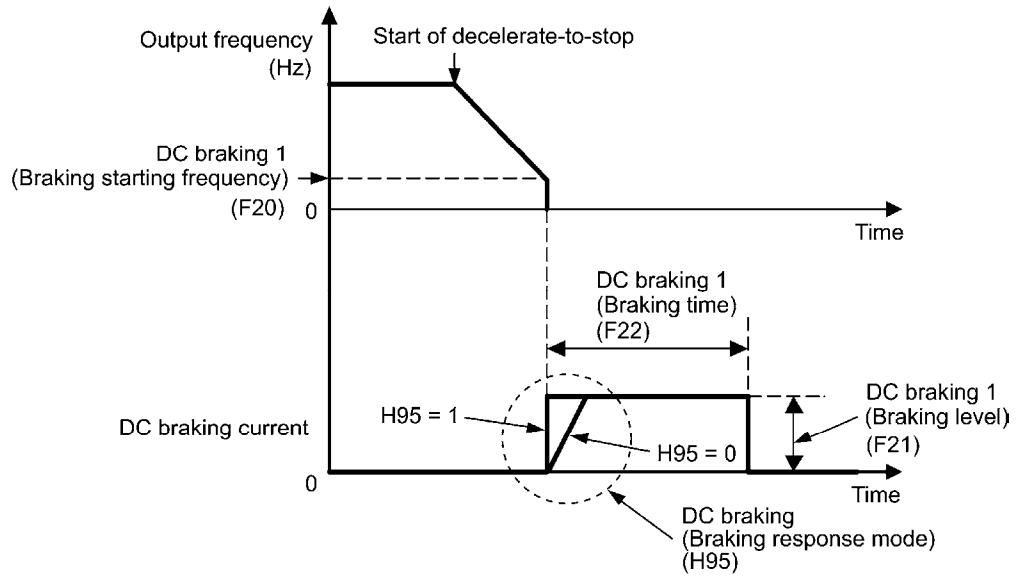 Output frequency
(Hz)
Start of decelerate-to-stop
DC braking 1
(Braking starting frequency)
(F20)
0
Time
DC braking 1
(Braking time)
(F22)
DC braking current
H95 = 1
H95 = 0
DC braking 1
(Braking level)
(F21)
0
Time
DC braking
(Braking response mode)
(H95)